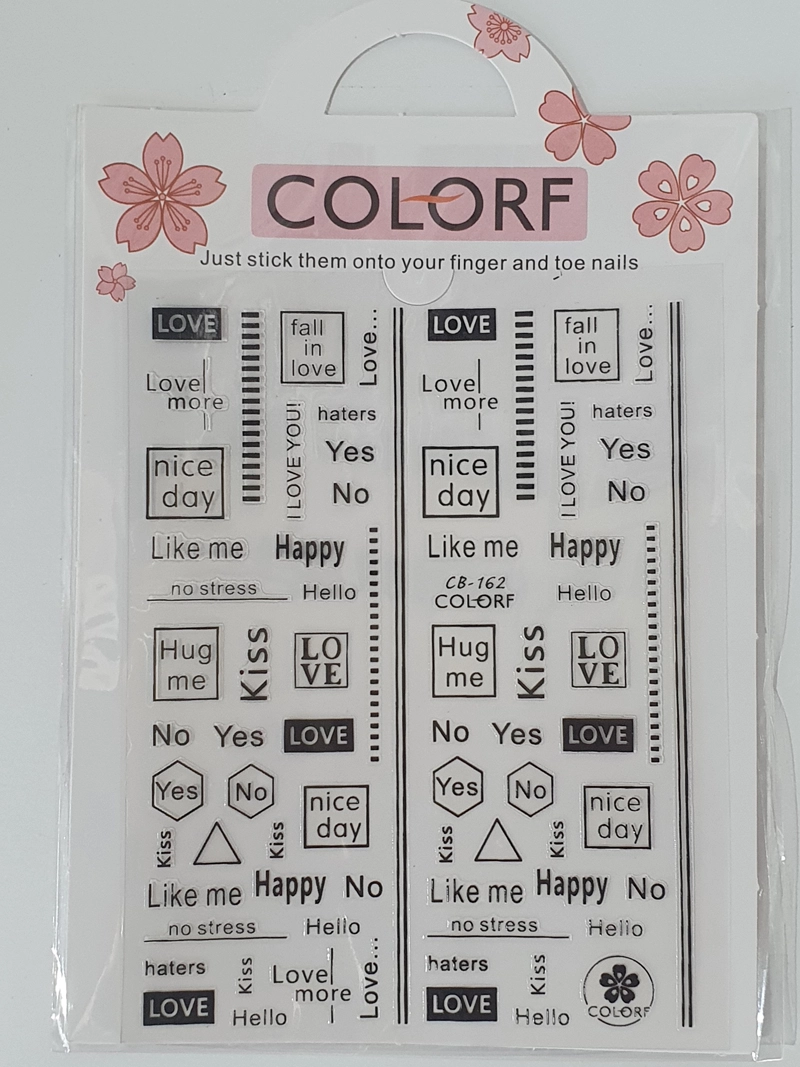 COLORF
Just stick them onto your finger and toe nails
LOVE
fall
in
love
Love...
Love
more
I LOVE YOU!
haters
Yes
No
nice
day
Like me
Happy
no stress
Hello
Hug
me
Kiss
LO
VE
No
Yes
LOVE
Yes
No
nice
day
Kiss
Kiss
Like me
Happy
No
no stress
Hello
haters
Kiss
Love
more
Love...
LOVE
Hello
LOVE
fall
in
love
Love...
Love
more
I LOVE YOU!
haters
Yes
No
nice
day
Like me
Happy
CB-162
COLORF
Hello
Hug
me
Kiss
LO
VE
No
Yes
LOVE
Yes
No
nice
day
Kiss
Kiss
Like me
Happy
No
no stress
Hello
haters
Kiss
LOVE
Hello
COLORF